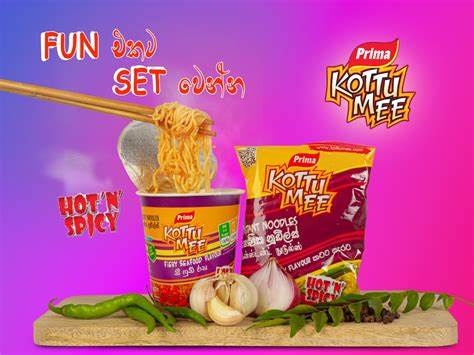 FUN එකට
SET වෙන්න
Prima
KOTTU
MEE
HOT 'N'
SPICY
Prima
KOTTU
MEE
FIERY SEAFOOD FLAVOUR
Prima
KOTTU
MEE
INSTANT NOODLES
FLAVOUR
HOT 'N'
SPICY